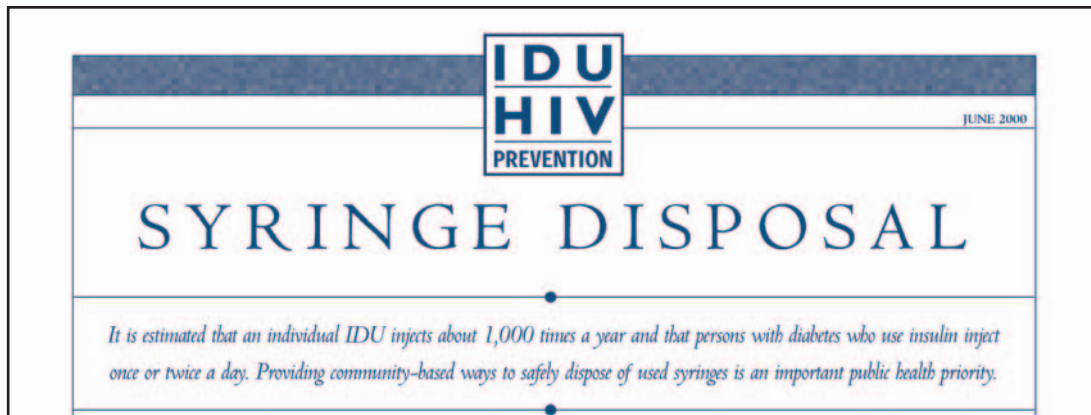 IDU
HIV
PREVENTION
JUNE 2000
SYRINGE DISPOSAL
It is estimated that an individual IDU injects about 1,000 times a year and that persons with diabetes who use insulin inject
once or twice a day. Providing community-based ways to safely dispose of used syringes is an important public health priority.